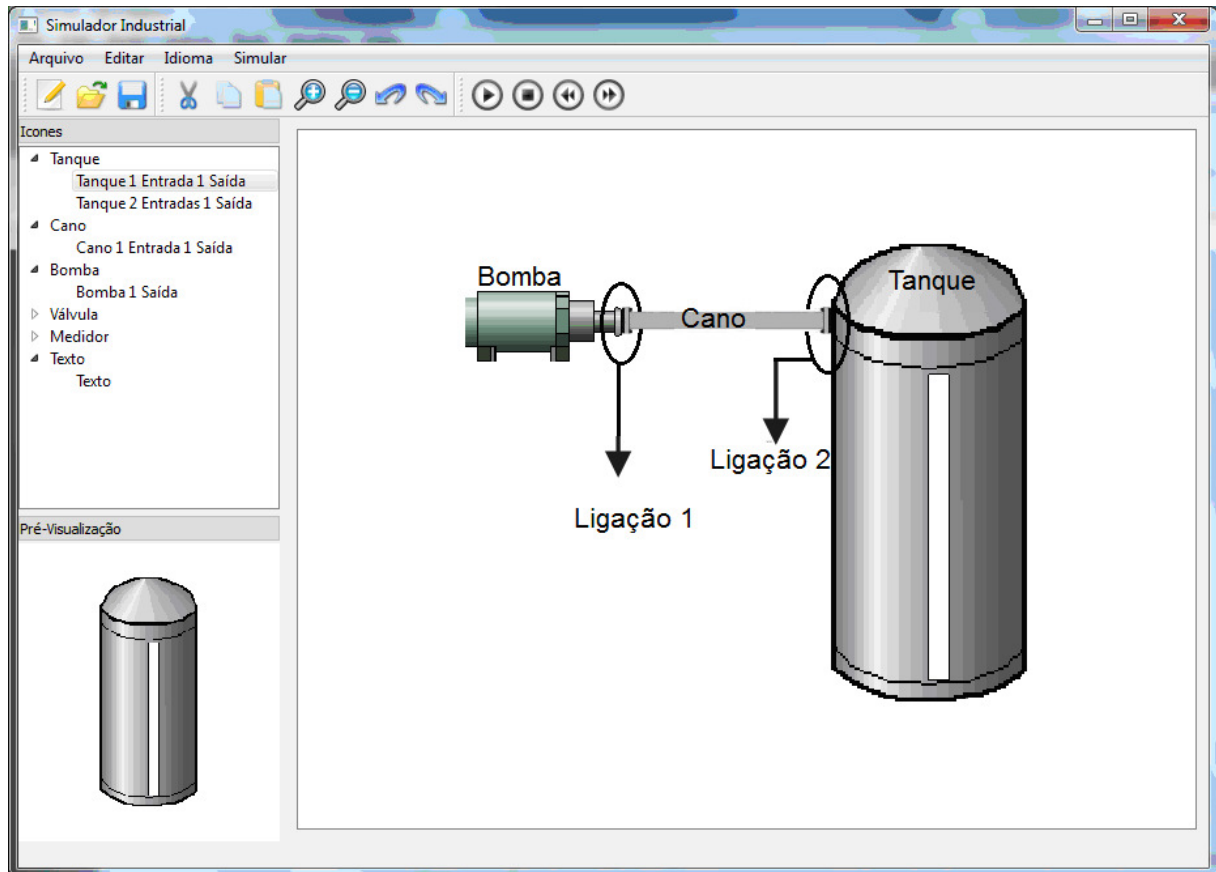 Simulador Industrial
Arquivo Editar Idioma Simular
Icones
Tanque
Tanque 1 Entrada 1 Saída
Tanque 2 Entradas 1 Saída
Cano
Cano 1 Entrada 1 Saída
Bomba
Bomba 1 Saída
Válvula
Medidor
Texto
Texto
Pré-Visualização
Bomba
Tanque
Cano
Ligação 2
Ligação 1